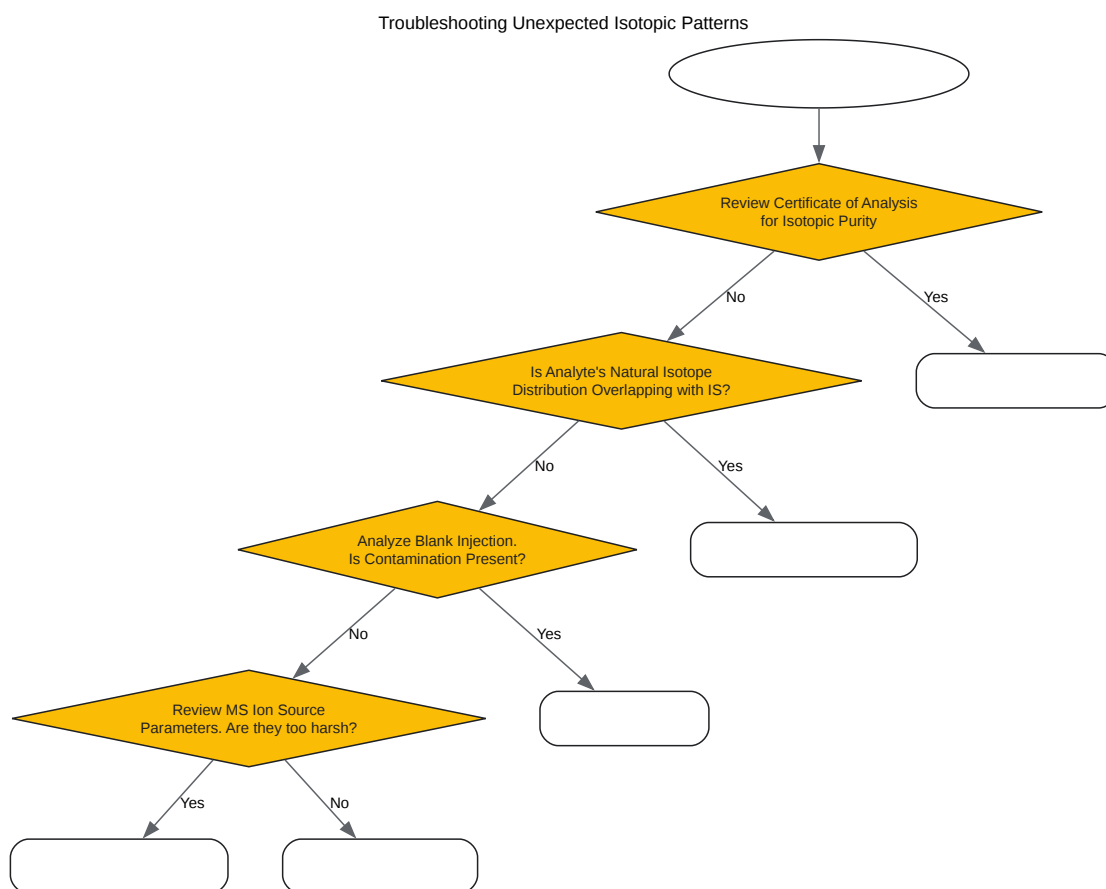 Troubleshooting Unexpected Isotopic Patterns
Review Certificate of Analysis
for Isotopic Purity
No
Yes
Is Analyte's Natural Isotope
Distribution Overlapping with IS?
No
Yes
Analyze Blank Injection.
Is Contamination Present?
No
Yes
Review MS Ion Source
Parameters. Are they too harsh?
Yes
No